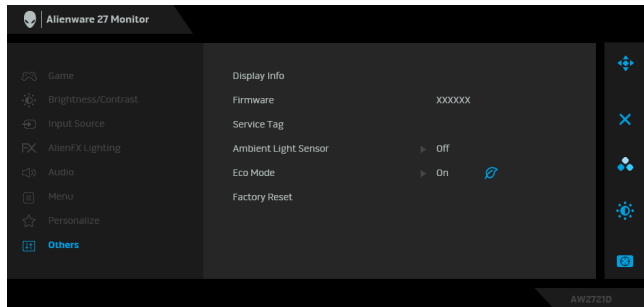 Alienware 27 Monitor
Game
Brightness/Contrast
Input Source
AlienFX Lighting
Audio
Menu
Personalize
Others
Display Info
Firmware XXXXXX
Service Tag
Ambient Light Sensor Off
Eco Mode On
Factory Reset
AW2721D